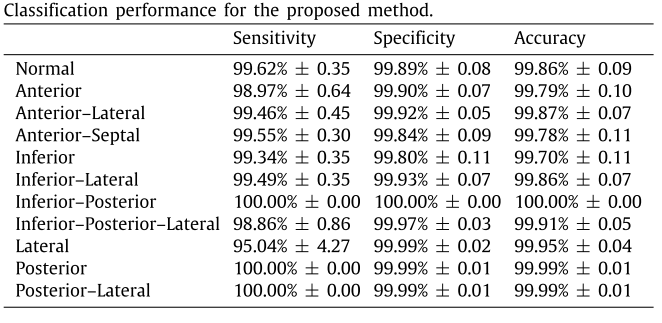 Classification performance for the proposed method.
Sensitivity Specificity Accuracy
Normal 99.62% ± 0.35 99.89% ± 0.08 99.86% ± 0.09
Anterior 98.97% ± 0.64 99.90% ± 0.07 99.79% ± 0.10
Anterior–Lateral 99.46% ± 0.45 99.92% ± 0.05 99.87% ± 0.07
Anterior–Septal 99.55% ± 0.30 99.84% ± 0.09 99.78% ± 0.11
Inferior 99.34% ± 0.35 99.80% ± 0.11 99.70% ± 0.11
Inferior–Lateral 99.49% ± 0.35 99.93% ± 0.07 99.86% ± 0.07
Inferior–Posterior 100.00% ± 0.00 100.00% ± 0.00 100.00% ± 0.00
Inferior–Posterior–Lateral 98.86% ± 0.86 99.97% ± 0.03 99.91% ± 0.05
Lateral 95.04% ± 4.27 99.99% ± 0.02 99.95% ± 0.04
Posterior 100.00% ± 0.00 99.99% ± 0.01 99.99% ± 0.01
Posterior–Lateral 100.00% ± 0.00 99.99% ± 0.01 99.99% ± 0.01